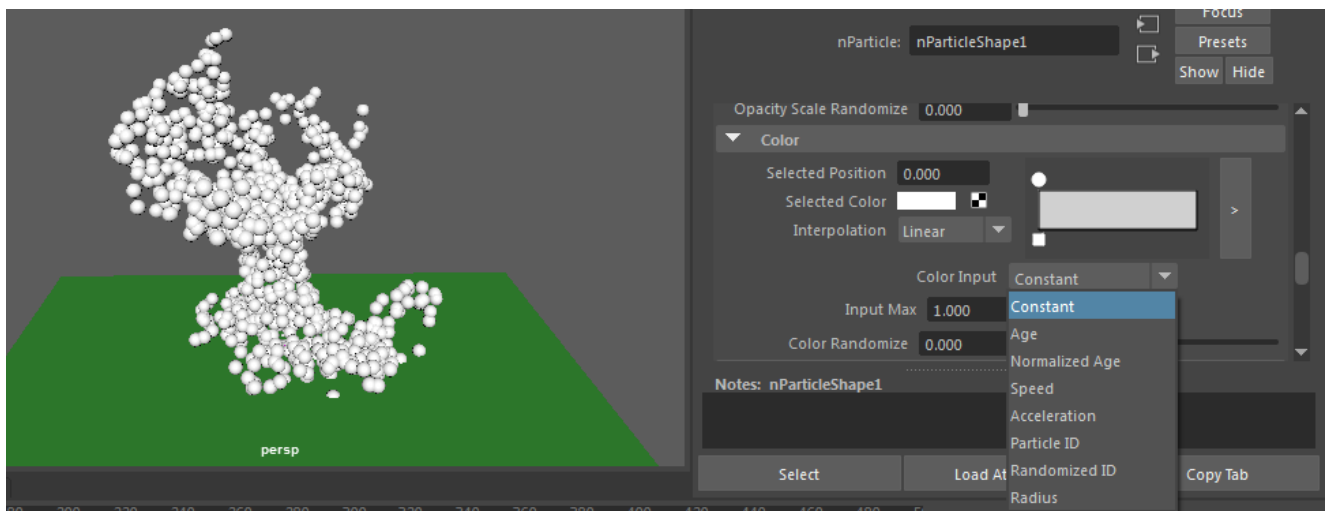 Focus
nParticle: nParticleShape1
Presets
Show Hide
Opacity Scale Randomize 0.000
Color
Selected Position 0.000
Selected Color
Interpolation Linear
>
Color Input Constant
Input Max 1.000
Constant
Age
Color Randomize 0.000
Normalized Age
Notes: nParticleShape1
Speed
Acceleration
Particle ID
Randomized ID
Radius
persp
Select Load At Copy Tab